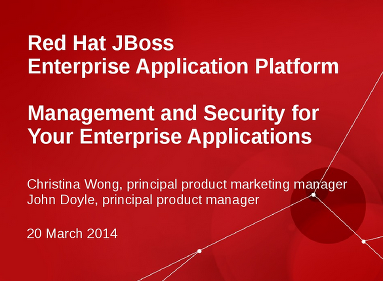 Red Hat JBoss
Enterprise Application Platform
Management and Security for
Your Enterprise Applications
Christina Wong, principal product marketing manager
John Doyle, principal product manager
20 March 2014